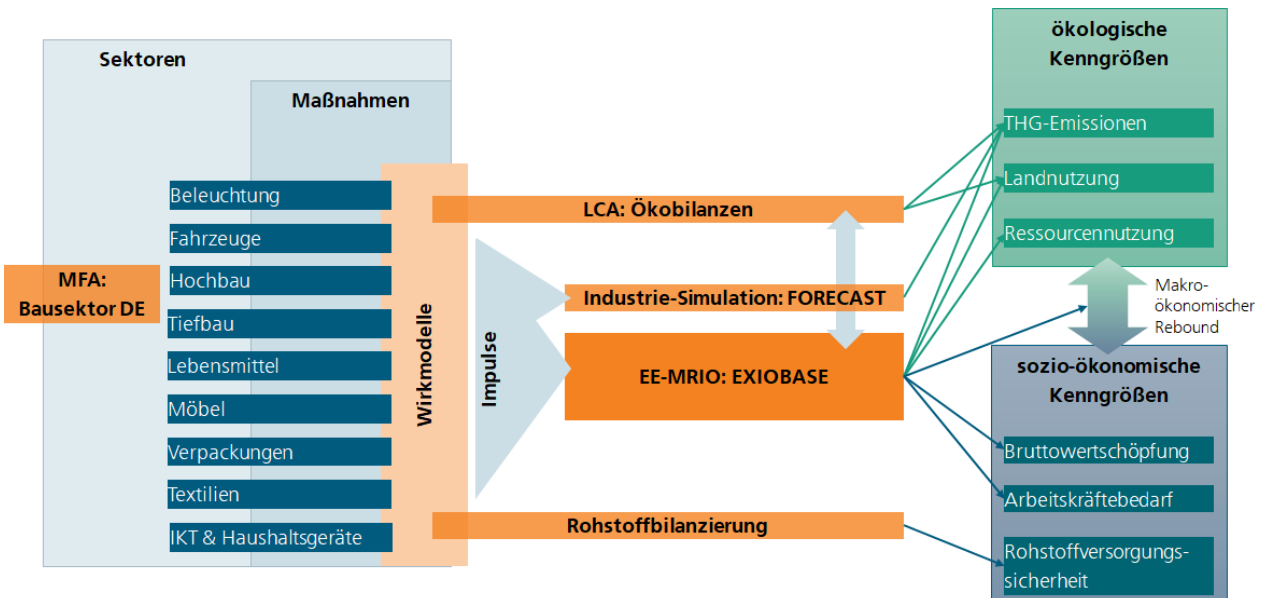 Sektoren
Maßnahmen
MFA:
Bausektor DE
Beleuchtung
Fahrzeuge
Hochbau
Tiefbau
Lebensmittel
Möbel
Verpackungen
Textilien
IKT & Haushaltsgeräte
Wirkmodelle
Impulse
LCA: Ökobilanzen
Industrie-Simulation: FORECAST
EE-MRIO: EXIOBASE
Rohstoffbilanzierung
ökologische
Kenngrößen
THG-Emissionen
Landnutzung
Ressourcennutzung
Makro-
ökonomischer
Rebound
sozio-ökonomische
Kenngrößen
Bruttowertschöpfung
Arbeitskräftebedarf
Rohstoffversorgungs-
sicherheit